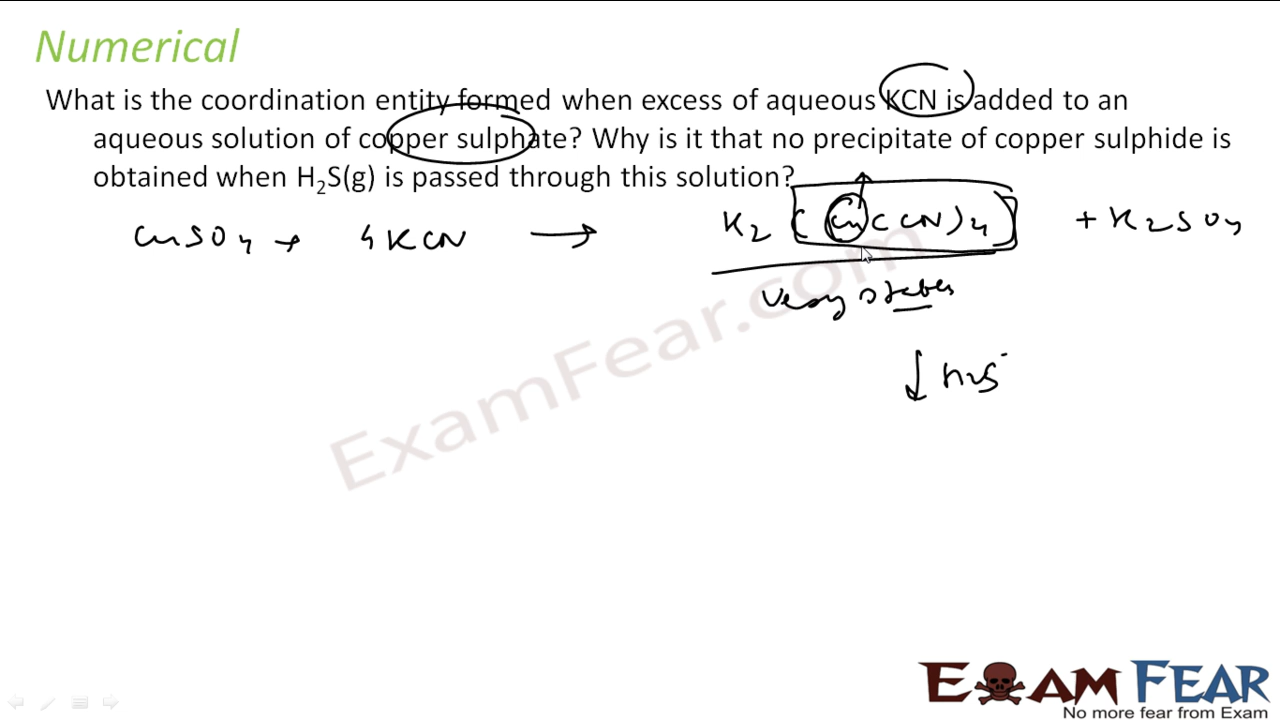 Numerical
What is the coordination entity formed when excess of aqueous KCN is added to an
aqueous solution of copper sulphate? Why is it that no precipitate of copper sulphide is
obtained when H₂S(g) is passed through this solution?
CuSO₄ + 4KCN → K₂[Cu(CN)₄] + K₂SO₄
very
↓ H₂S
ExamFear.com
EXAM FEAR
No more fear from Exam